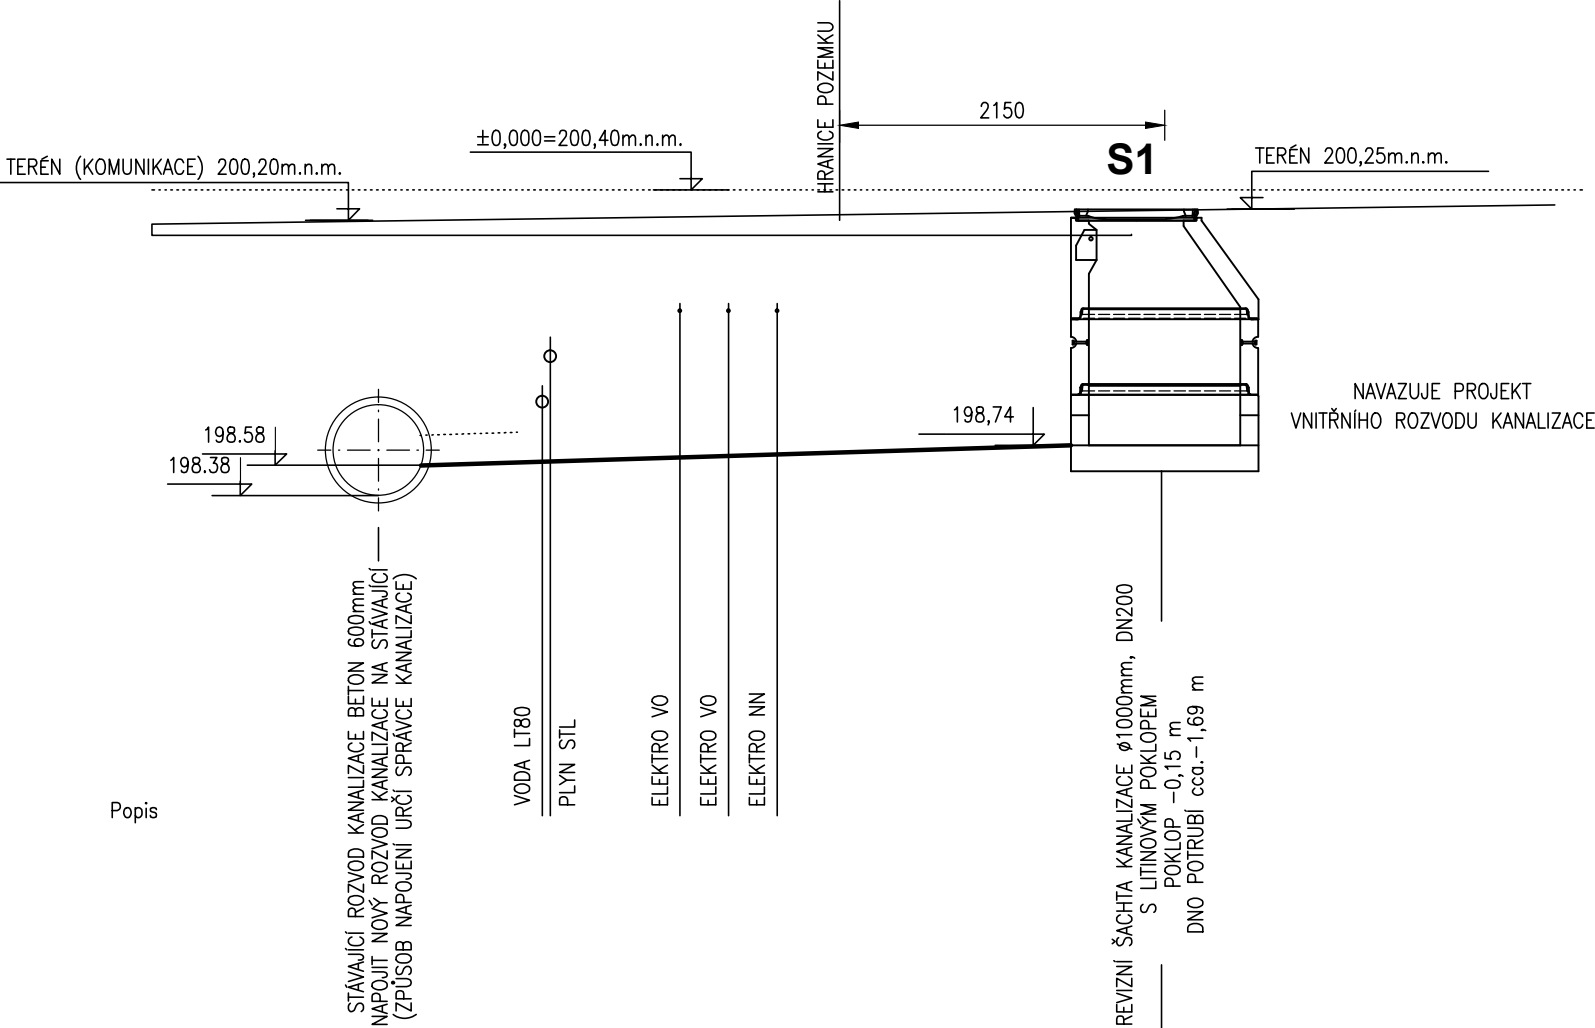 HRANICE POZEMKU
2150
±0,000=200,40m.n.m.
TERÉN (KOMUNIKACE) 200,20m.n.m.
S1
TERÉN 200,25m.n.m.
NAVAZUJE PROJEKT
VNITŘNÍHO ROZVODU KANALIZACE
198,74
198.58
198.38
STÁVAJÍCÍ ROZVOD KANALIZACE BETON 600mm
NAPOJIT NOVÝ ROZVOD KANALIZACE NA STÁVAJÍCÍ
(ZPŮSOB NAPOJENÍ URČÍ SPRÁVCE KANALIZACE)
VODA LT80
PLYN STL
ELEKTRO VO
ELEKTRO VO
ELEKTRO NN
REVIZNÍ ŠACHTA KANALIZACE ø1000mm, DN200
S LITINOVÝM POKLOPEM
POKLOP -0,15 m
DNO POTRUBÍ cca.-1,69 m
Popis